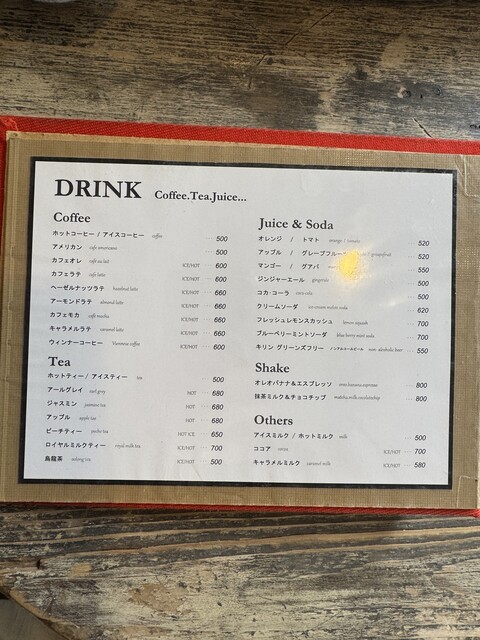 DRINK Coffee.Tea.Juice...
Coffee
ホットコーヒー / アイスコーヒー coffee 500
アメリカン café americano 500
カフェオレ café au lait ICE/HOT 600
カフェラテ café latte ICE/HOT 600
ヘーゼルナッツラテ hazelnut latte ICE/HOT 660
アーモンドラテ almond latte ICE/HOT 660
カフェモカ café mocha ICE/HOT 660
キャラメルラテ caramel latte ICE/HOT 660
ウィンナーコーヒー Viennese coffee ICE/HOT 600
Tea
ホットティー / アイスティー tea 500
アールグレイ earl grey HOT 680
ジャスミン jasmine tea HOT 680
アップル apple tea HOT 680
ピーチティー peche tea HOT ICE 650
ロイヤルミルクティー royal milk tea ICE/HOT 700
烏龍茶 oolong tea ICE/HOT 500
Juice & Soda
オレンジ / トマト orange / tomato 520
アップル / グレープフルーツ / grapefruit 520
マンゴー / グアバ 550
ジンジャーエール gingerale 500
コカ・コーラ coca cola 500
クリームソーダ ice cream melon soda 620
フレッシュレモンスカッシュ lemon squash 700
ブルーベリーミントソーダ blue berry mint soda 700
キリン グリーンズフリー ノンアルコールビール non-alcoholic beer 550
Shake
オレオバナナ＆エスプレッソ oreo banana espresso 800
抹茶ミルク＆チョコチップ matcha milk chocolatechip 800
Others
アイスミルク / ホットミルク milk 500
ココア cocoa ICE/HOT 700
キャラメルミルク caramel milk ICE/HOT 580